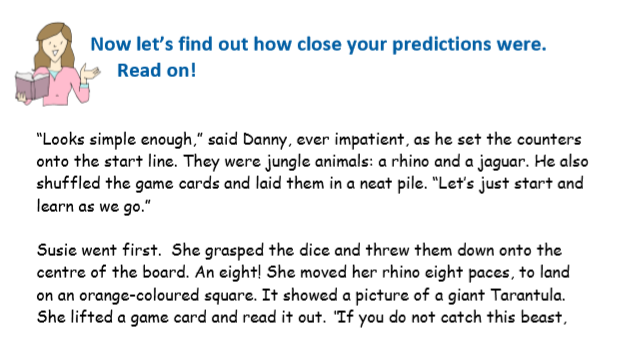 Now let's find out how close your predictions were.
Read on!
“Looks simple enough,” said Danny, ever impatient, as he set the counters
onto the start line. They were jungle animals: a rhino and a jaguar. He also
shuffled the game cards and laid them in a neat pile. “Let's just start and
learn as we go.”
Susie went first.  She grasped the dice and threw them down onto the
centre of the board. An eight! She moved her rhino eight paces, to land
on an orange-coloured square. It showed a picture of a giant Tarantula.
She lifted a game card and read it out. ‘If you do not catch this beast,